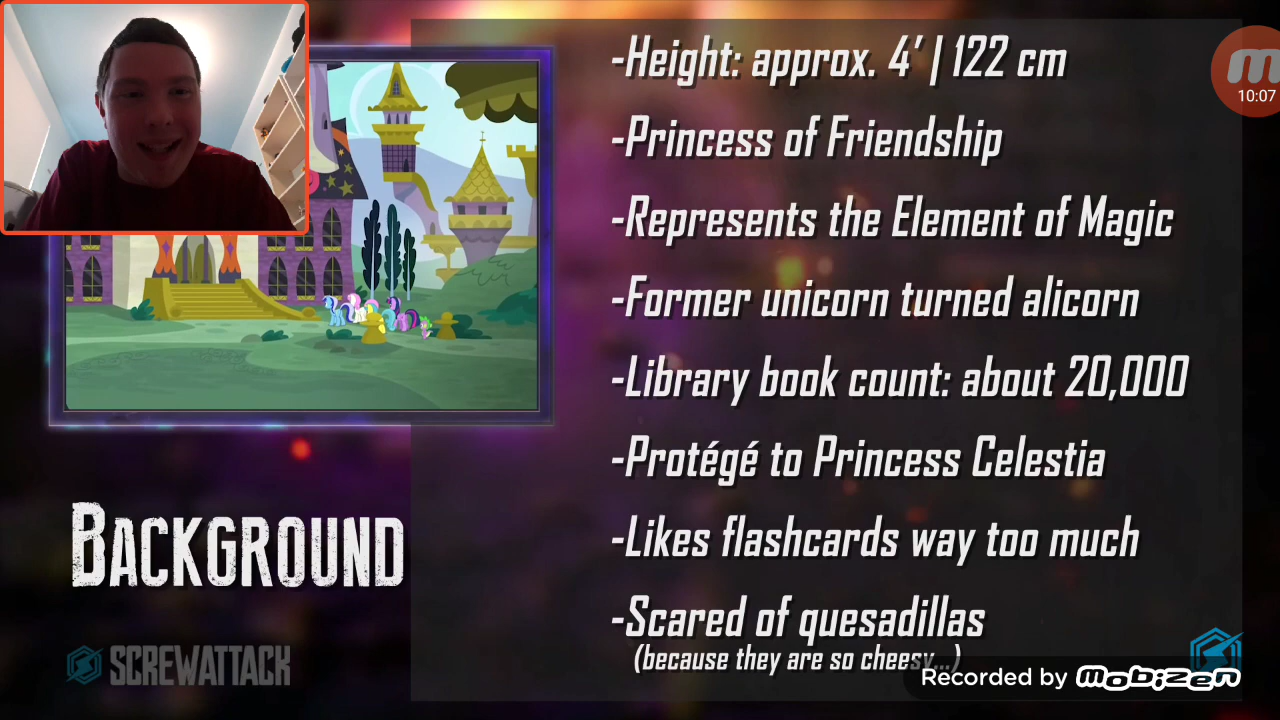 -Height: approx. 4' | 122 cm
10:07
-Princess of Friendship
-Represents the Element of Magic
-Former unicorn turned alicorn
-Library book count: about 20,000
-Protégé to Princess Celestia
-Likes flashcards way too much
BACKGROUND
-Scared of quesadillas
(because they are so cheesy...)
SCREWATTACK
Recorded by mobizen